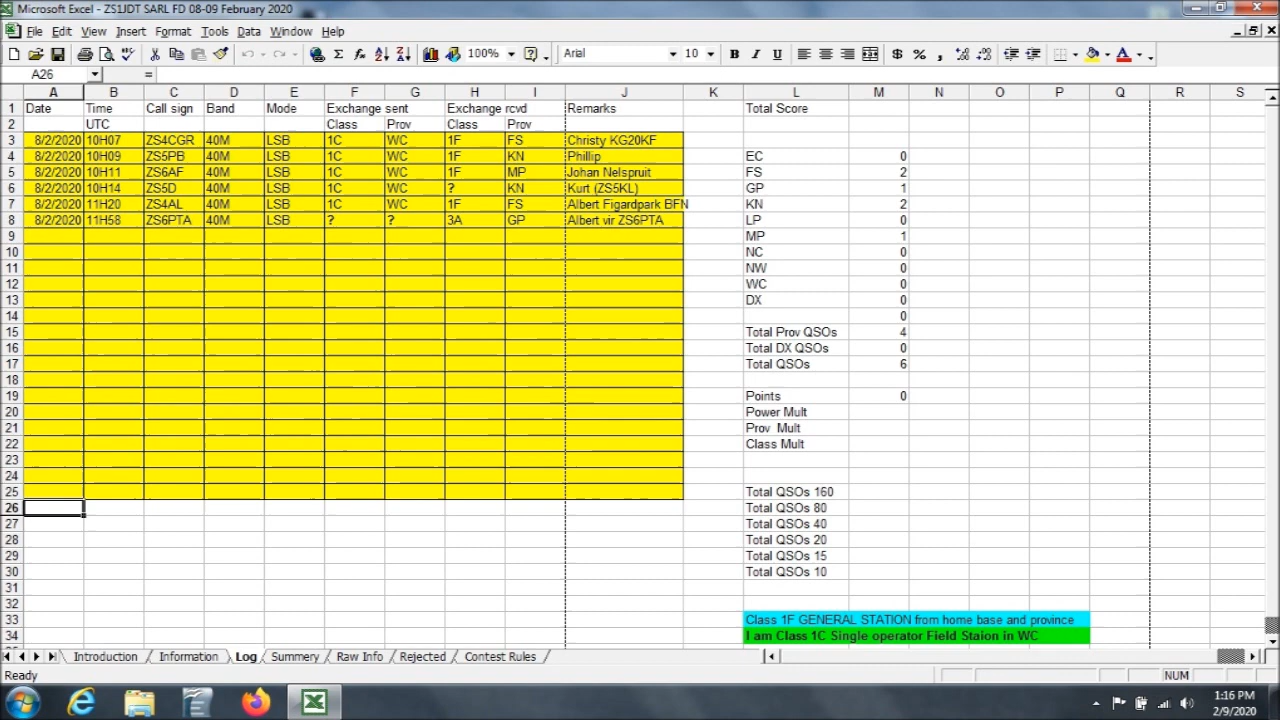 Microsoft Excel - ZS1JDT SARL FD 08-09 February 2020
File Edit View Insert Format Tools Data Window Help
100% Arial 10 B I U $ % ,
A26 =
A B C D E F G H I J K L M N O P Q R S
1 Date Time Call sign Band Mode Exchange sent Exchange rcvd Remarks Total Score
2 UTC Class Prov Class Prov
3 8/2/2020 10H07 ZS4CGR 40M LSB 1C WC 1F FS Christy KG20KF
4 8/2/2020 10H09 ZS5PB 40M LSB 1C WC 1F KN Phillip EC 0
5 8/2/2020 10H11 ZS6AF 40M LSB 1C WC 1F MP Johan Nelspruit FS 2
6 8/2/2020 10H14 ZS5D 40M LSB 1C WC ? KN Kurt (ZS5KL) GP 1
7 8/2/2020 11H20 ZS4AL 40M LSB 1C WC 1F FS Albert Figardpark BFN KN 2
8 8/2/2020 11H58 ZS6PTA 40M LSB ? ? 3A GP Albert vir ZS6PTA LP 0
9 MP 1
10 NC 0
11 NW 0
12 WC 0
13 DX 0
14 0
15 Total Prov QSOs 4
16 Total DX QSOs 0
17 Total QSOs 6
18
19 Points 0
20 Power Mult
21 Prov Mult
22 Class Mult
23
24
25 Total QSOs 160
26 Total QSOs 80
27 Total QSOs 40
28 Total QSOs 20
29 Total QSOs 15
30 Total QSOs 10
31
32
33 Class 1F GENERAL STATION from home base and province
34 I am Class 1C Single operator Field Staion in WC
Introduction Information Log Summary Raw Info Rejected Contest Rules
Ready NUM
1:16 PM
2/9/2020